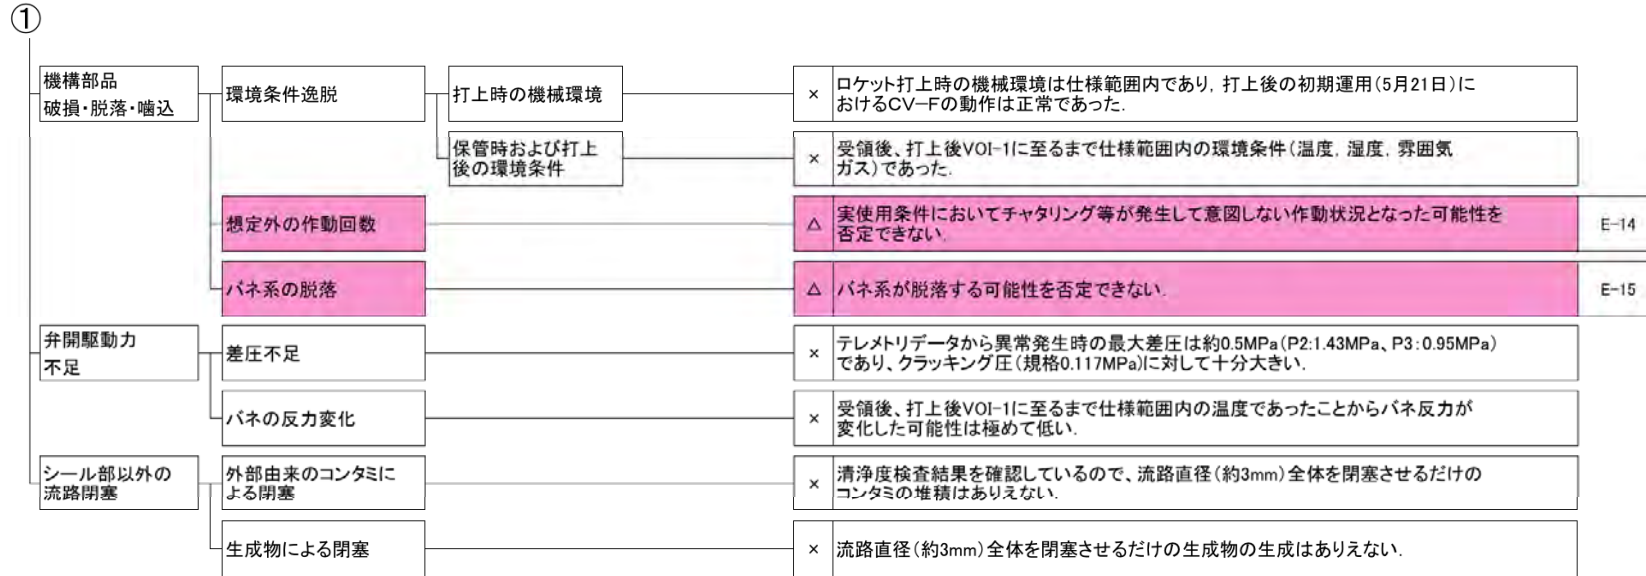 ①
機構部品
破損・脱落・噛込
環境条件逸脱
打上時の機械環境
×
ロケット打上時の機械環境は仕様範囲内であり，打上後の初期運用（5月21日）に
おけるCV－Fの動作は正常であった．
保管時および打上
後の環境条件
×
受領後、打上後VOI-1に至るまで仕様範囲内の環境条件（温度，湿度，雰囲気
ガス）であった．
想定外の作動回数
△
実使用条件においてチャタリング等が発生して意図しない作動状況となった可能性を
否定できない．
E-14
バネ系の脱落
△
バネ系が脱落する可能性を否定できない．
E-15
弁開駆動力
不足
差圧不足
×
テレメトリデータから異常発生時の最大差圧は約0.5MPa（P2:1.43MPa、P3：0.95MPa）
であり、クラッキング圧（規格0.117MPa)に対して十分大きい．
バネの反力変化
×
受領後、打上後VOI-1に至るまで仕様範囲内の温度であったことからバネ反力が
変化した可能性は極めて低い．
シール部以外の
流路閉塞
外部由来のコンタミに
よる閉塞
×
清浄度検査結果を確認しているので、流路直径（約3mm）全体を閉塞させるだけの
コンタミの堆積はありえない．
生成物による閉塞
×
流路直径（約3mm）全体を閉塞させるだけの生成物の生成はありえない．